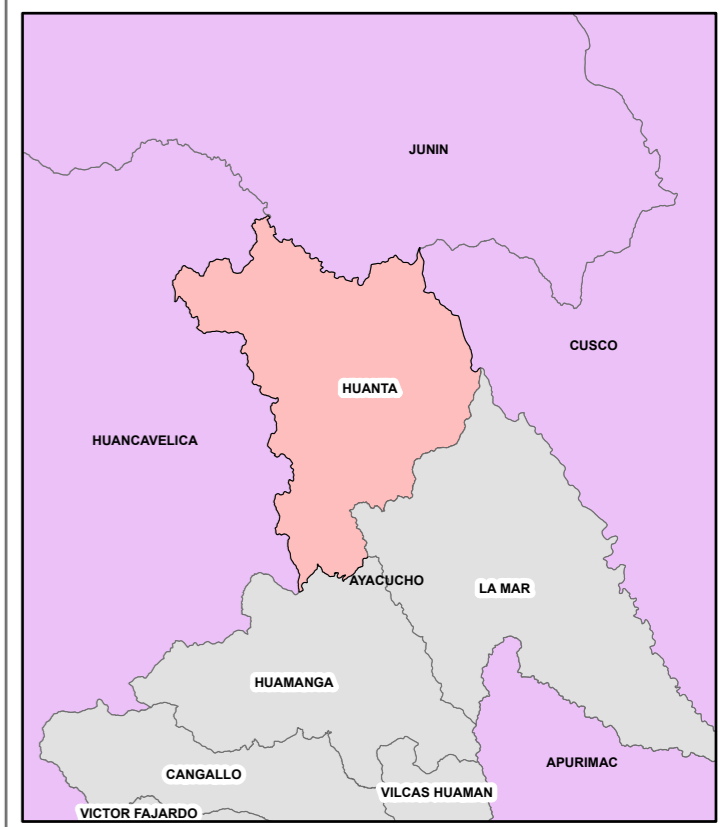 JUNIN
CUSCO
HUANTA
HUANCAVELICA
AYACUCHO
LA MAR
HUAMANGA
APURIMAC
CANGALLO
VILCAS HUAMAN
VICTOR FAJARDO